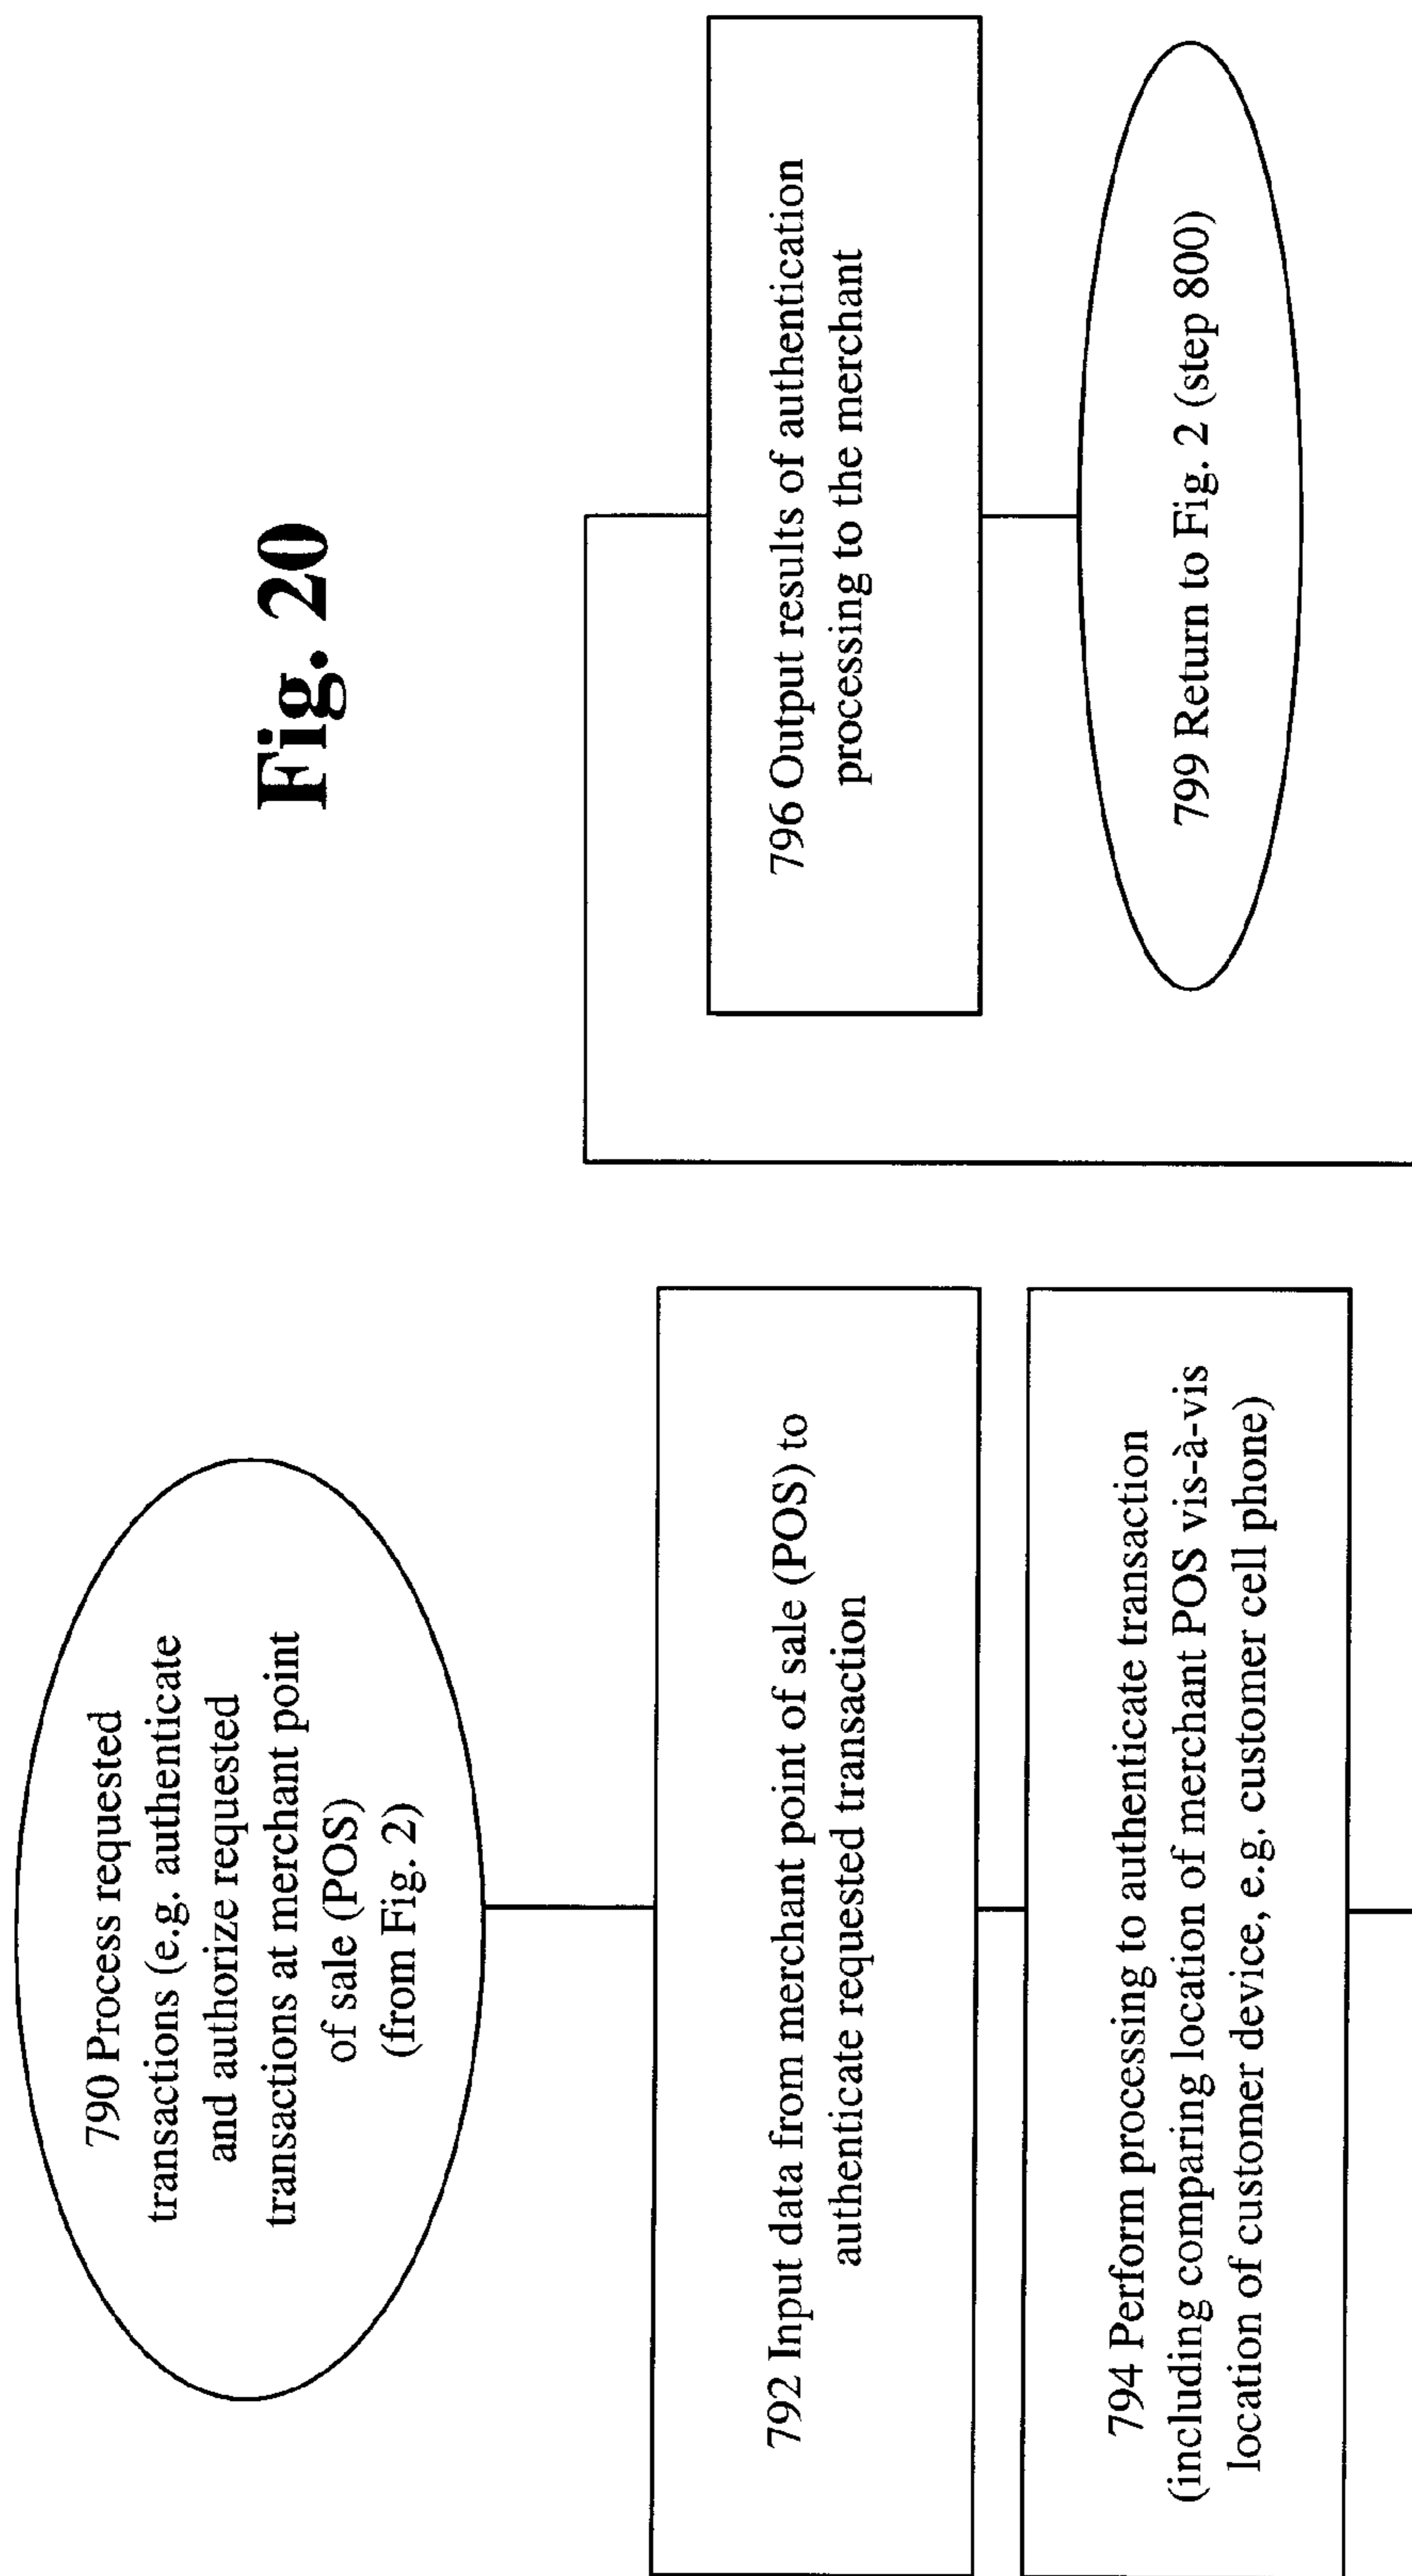 Fig. 20
790 Process requested
transactions (e.g. authenticate
and authorize requested
transactions at merchant point
of sale (POS)
(from Fig. 2)
792 Input data from merchant point of sale (POS) to
authenticate requested transaction
794 Perform processing to authenticate transaction
(including comparing location of merchant POS vis-à-vis
location of customer device, e.g. customer cell phone)
796 Output results of authentication
processing to the merchant
799 Return to Fig. 2 (step 800)